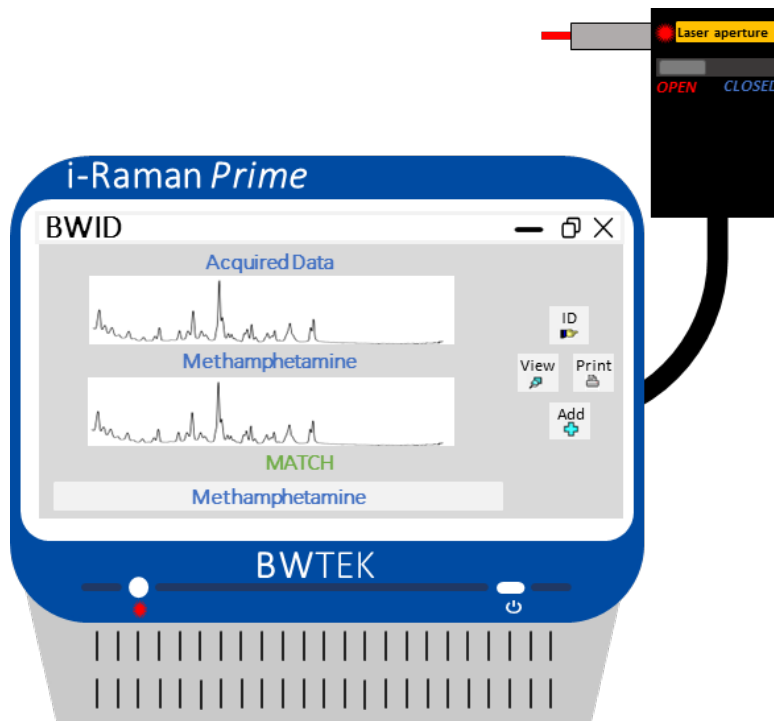 Laser aperture
OPEN CLOSED
i-Raman Prime
BWID
Acquired Data
ID
Methamphetamine
View Print
Add
MATCH
Methamphetamine
BWTEK